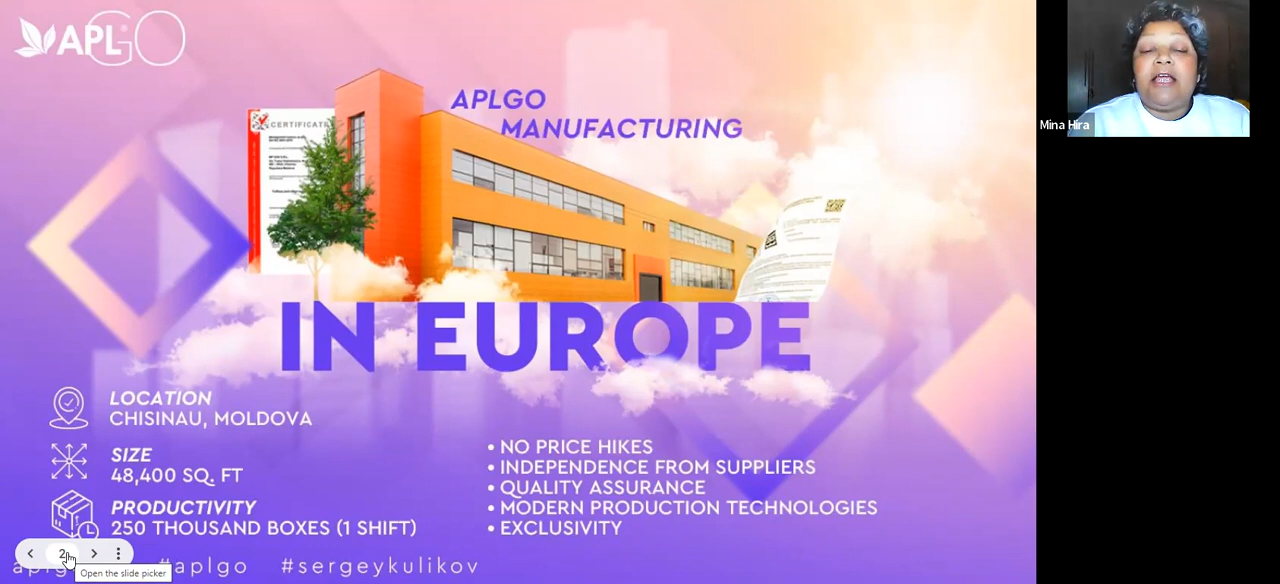 APLGO
APLGO
MANUFACTURING
CERTIFICATE
IN EUROPE
LOCATION
CHISINAU, MOLDOVA
SIZE
48,400 SQ. FT
PRODUCTIVITY
250 THOUSAND BOXES (1 SHIFT)
• NO PRICE HIKES
• INDEPENDENCE FROM SUPPLIERS
• QUALITY ASSURANCE
• MODERN PRODUCTION TECHNOLOGIES
• EXCLUSIVITY
2
Open the slide picker
#aplgo #sergeykulikov
Mina Hira